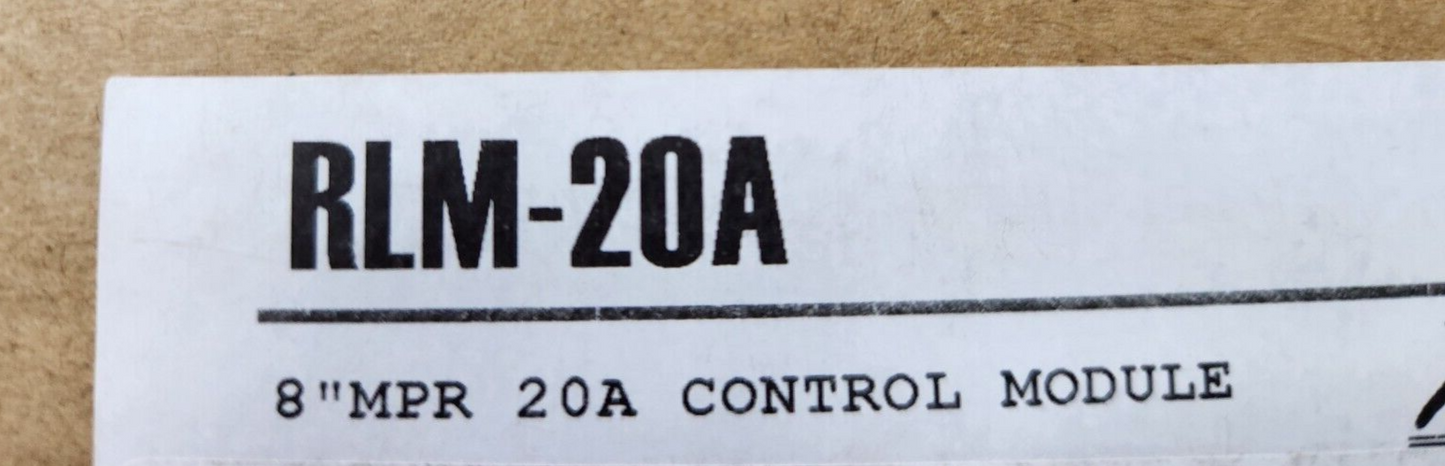 RLM-20A
8"MPR 20A CONTROL MODULE